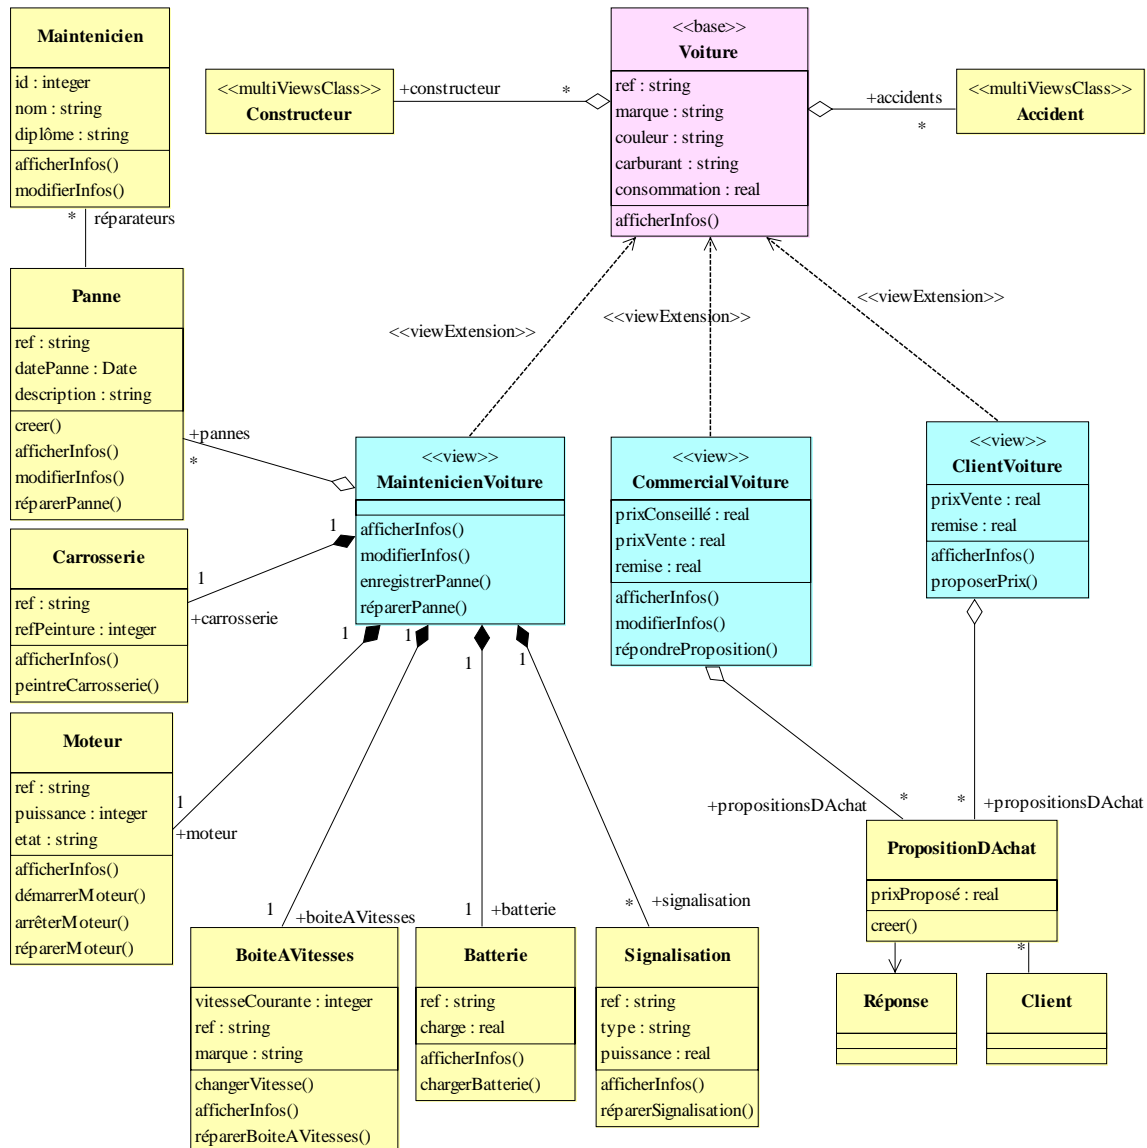 Maintenicien
id : integer
nom : string
diplôme : string
afficherInfos()
modifierInfos()
* réparateurs
<<multiViewsClass>>
Constructeur
+constructeur
*
<<base>>
Voiture
ref : string
marque : string
couleur : string
carburant : string
consommation : real
afficherInfos()
+accidents
*
<<multiViewsClass>>
Accident
<<viewExtension>>
<<viewExtension>>
<<viewExtension>>
Panne
ref : string
datePanne : Date
description : string
creer()
afficherInfos()
modifierInfos()
réparerPanne()
+pannes
*
<<view>>
MaintenicienVoiture
afficherInfos()
modifierInfos()
enregistrerPanne()
réparerPanne()
<<view>>
CommercialVoiture
prixConseillé : real
prixVente : real
remise : real
afficherInfos()
modifierInfos()
répondreProposition()
<<view>>
ClientVoiture
prixVente : real
remise : real
afficherInfos()
proposerPrix()
Carrosserie
ref : string
refPeinture : integer
afficherInfos()
peintreCarrosserie()
1
1
+carrosserie
1
1
1
1
Moteur
ref : string
puissance : integer
etat : string
afficherInfos()
démarrerMoteur()
arrêterMoteur()
réparerMoteur()
1
+moteur
1
+boiteAVitesses
1
+batterie
*
+signalisation
+propositionsDAchat
*
*
+propositionsDAchat
BoiteAVitesses
vitesseCourante : integer
ref : string
marque : string
changerVitesse()
afficherInfos()
réparerBoiteAVitesses()
Batterie
ref : string
charge : real
afficherInfos()
chargerBatterie()
Signalisation
ref : string
type : string
puissance : real
afficherInfos()
réparerSignalisation()
PropositionDAchat
prixProposé : real
creer()
*
Réponse
Client